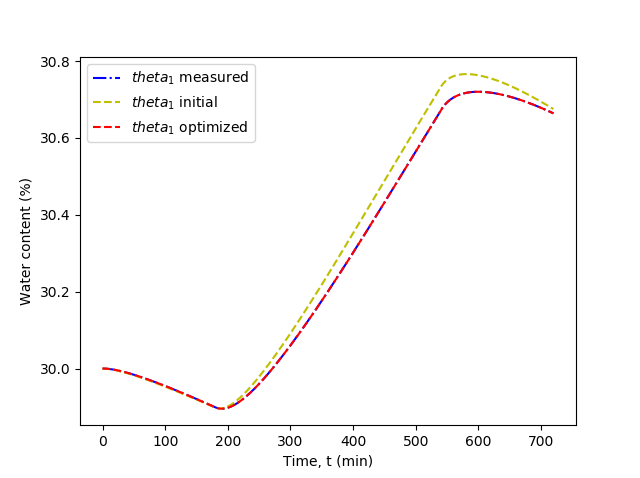 30.8
30.6
30.4
30.2
30.0
Water content (%)
theta₁ measured
theta₁ initial
theta₁ optimized
0 100 200 300 400 500 600 700
Time, t (min)